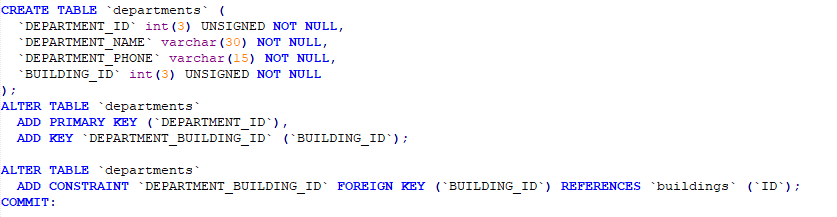 CREATE TABLE `departments` (
  `DEPARTMENT_ID` int(3) UNSIGNED NOT NULL,
  `DEPARTMENT_NAME` varchar(30) NOT NULL,
  `DEPARTMENT_PHONE` varchar(15) NOT NULL,
  `BUILDING_ID` int(3) UNSIGNED NOT NULL
);
ALTER TABLE `departments`
  ADD PRIMARY KEY (`DEPARTMENT_ID`),
  ADD KEY `DEPARTMENT_BUILDING_ID` (`BUILDING_ID`);
ALTER TABLE `departments`
  ADD CONSTRAINT `DEPARTMENT_BUILDING_ID` FOREIGN KEY (`BUILDING_ID`) REFERENCES `buildings` (`ID`);
COMMIT: